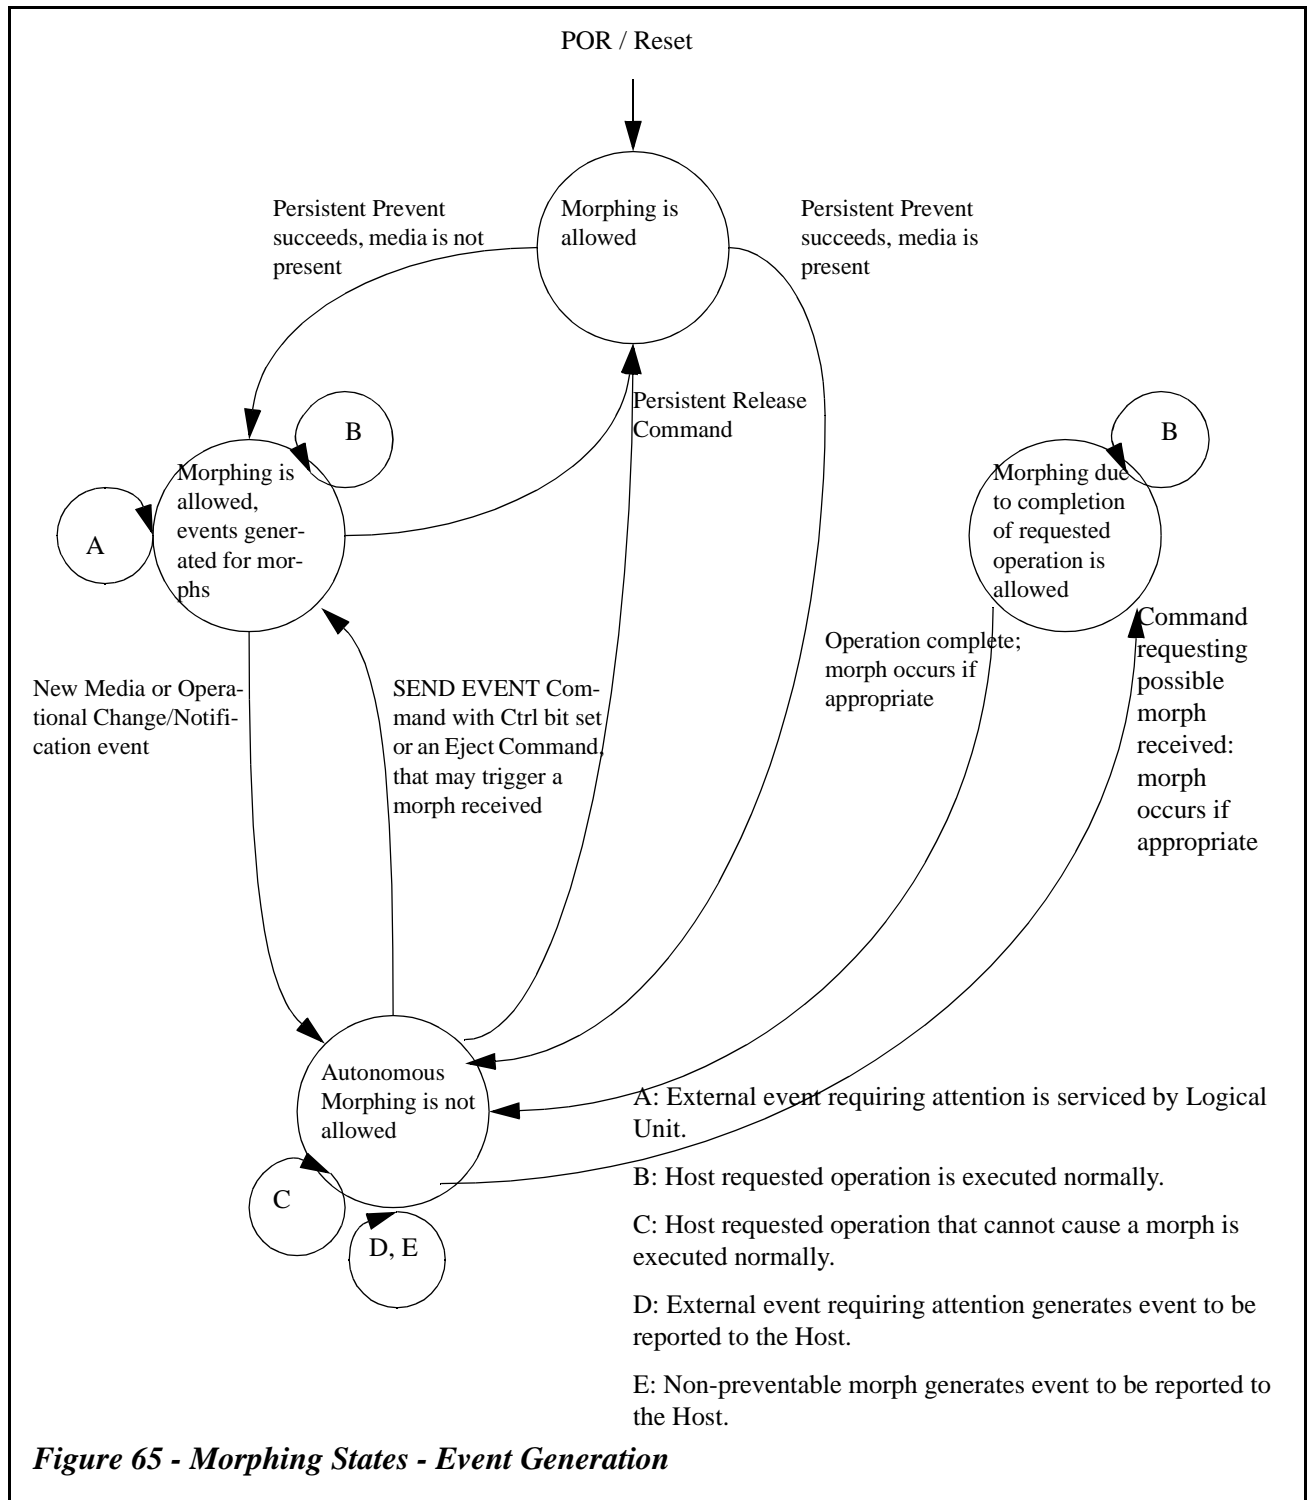 POR / Reset
Morphing is
allowed
Persistent Prevent
succeeds, media is not
present
Persistent Prevent
succeeds, media is
present
Persistent Release
Command
B
Morphing is
allowed,
events gener-
ated for mor-
phs
A
B
Morphing due
to completion
of requested
operation is
allowed
New Media or Opera-
tional Change/Notifi-
cation event
SEND EVENT Com-
mand with Ctrl bit set
or an Eject Command,
that may trigger a
morph received
Operation complete;
morph occurs if
appropriate
Command
requesting
possible
morph
received:
morph
occurs if
appropriate
Autonomous
Morphing is not
allowed
C
D, E
A: External event requiring attention is serviced by Logical
Unit.
B: Host requested operation is executed normally.
C: Host requested operation that cannot cause a morph is
executed normally.
D: External event requiring attention generates event to be
reported to the Host.
E: Non-preventable morph generates event to be reported to
the Host.
Figure 65 - Morphing States - Event Generation